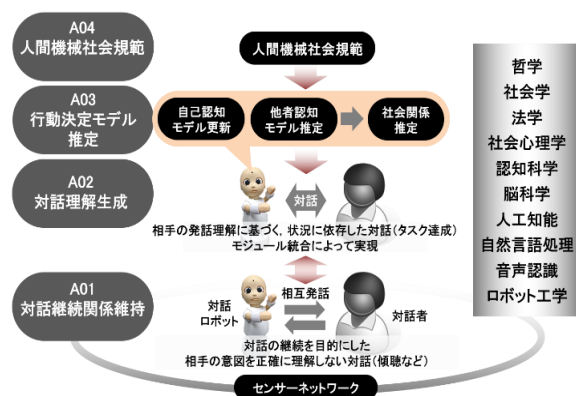 A04
人間機械社会規範
人間機械社会規範
A03
行動決定モデル
推定
自己認知
モデル更新
他者認知
モデル推定
社会関係
推定
A02
対話理解生成
対話
相手の発話理解に基づく，状況に依存した対話(タスク達成)
モジュール統合によって実現
A01
対話継続関係維持
対話
ロボット
相互発話
対話者
対話の継続を目的にした
相手の意図を正確に理解しない対話(傾聴など)
センサーネットワーク
哲学
社会学
法学
社会心理学
認知科学
脳科学
人工知能
自然言語処理
音声認識
ロボット工学